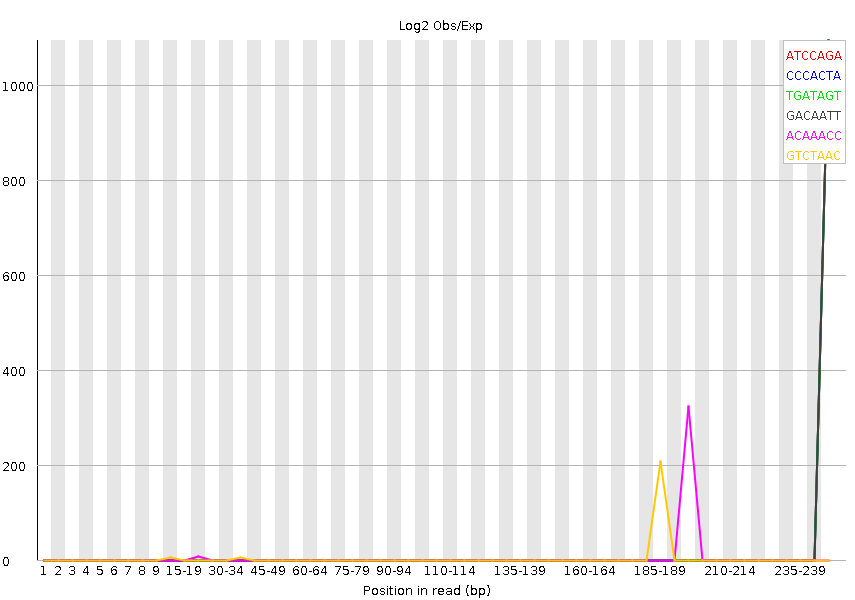 Log2 Obs/Exp
1000
800
600
400
200
0
ATCCAGA
CCCACTA
TGATAGT
GACAATT
ACAAACC
GTCTAAC
1 2 3 4 5 6 7 8 9 15-19 30-34 45-49 60-64 75-79 90-94 110-114 135-139 160-164 185-189 210-214 235-239
Position in read (bp)